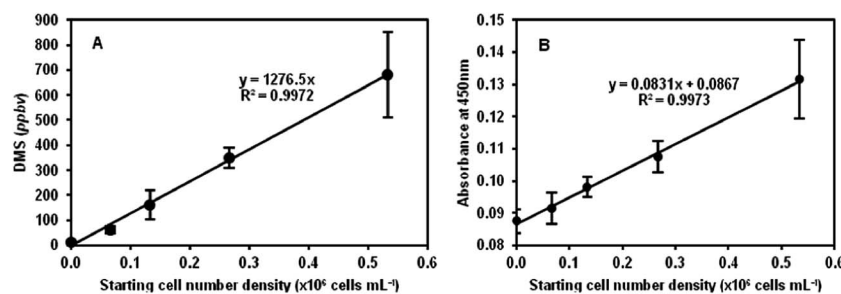 A
y = 1276.5x
R² = 0.9972
DMS (ppbv)
900
800
700
600
500
400
300
200
100
0
0.0 0.1 0.2 0.3 0.4 0.5 0.6
Starting cell number density (x10⁶ cells mL⁻¹)
B
y = 0.0831x + 0.0867
R² = 0.9973
Absorbance at 450nm
0.15
0.14
0.13
0.12
0.11
0.10
0.09
0.08
0.0 0.1 0.2 0.3 0.4 0.5 0.6
Starting cell number density (x10⁶ cells mL⁻¹)